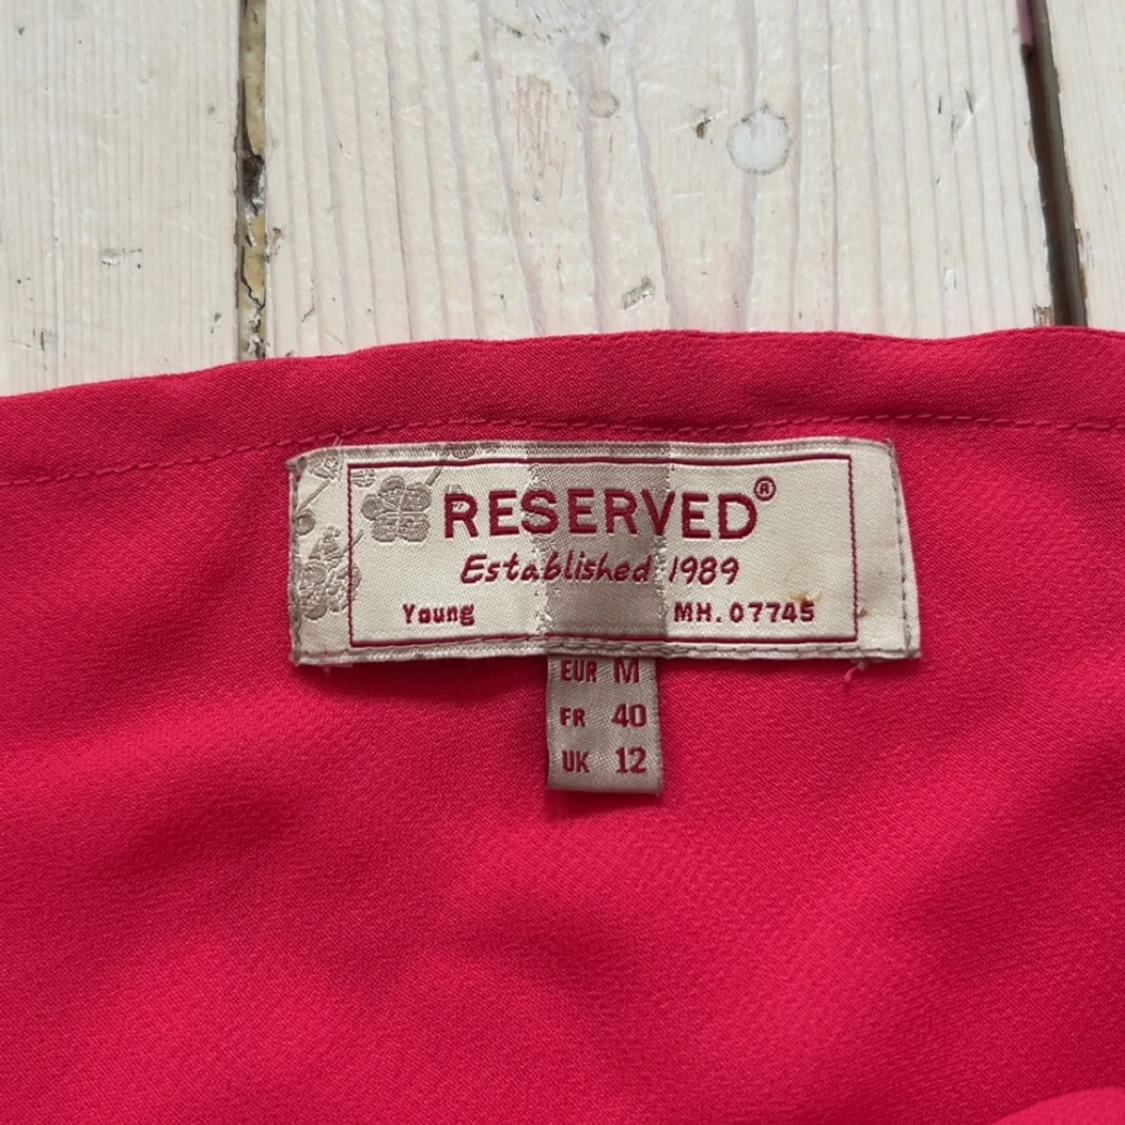 RESERVED®
Established 1989
Young MH. 07745
EUR M
FR 40
UK 12